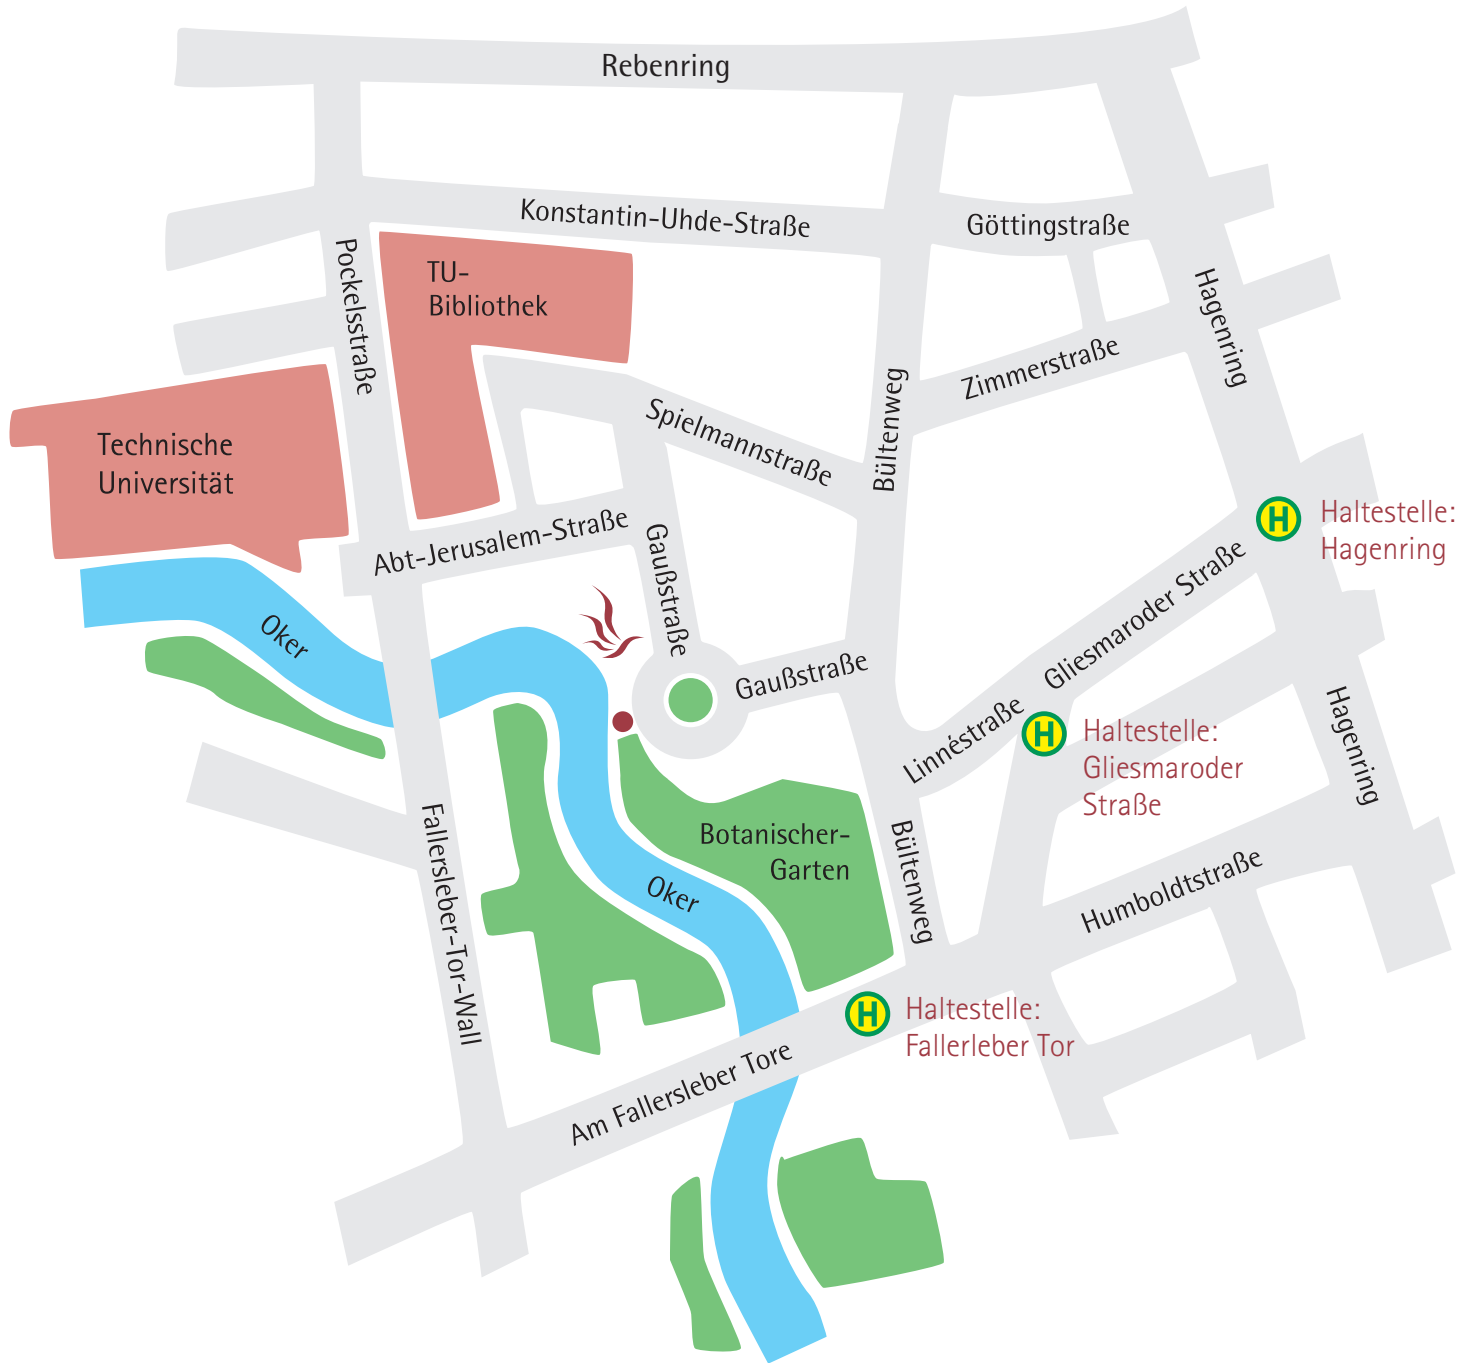 Rebenring
Konstantin-Uhde-Straße
Göttingstraße
Pockelsstraße
TU-
Bibliothek
Hagenring
Zimmerstraße
Bültenweg
Spielmannstraße
Technische
Universität
Abt-Jerusalem-Straße
Gaußstraße
H
Haltestelle:
Hagenring
Gliesmaroder Straße
Oker
Gaußstraße
Linnéstraße
H
Haltestelle:
Gliesmaroder
Straße
Hagenring
Fallersleber-Tor-Wall
Botanischer-
Garten
Bültenweg
Oker
Humboldtstraße
H
Haltestelle:
Fallerleber Tor
Am Fallersleber Tore